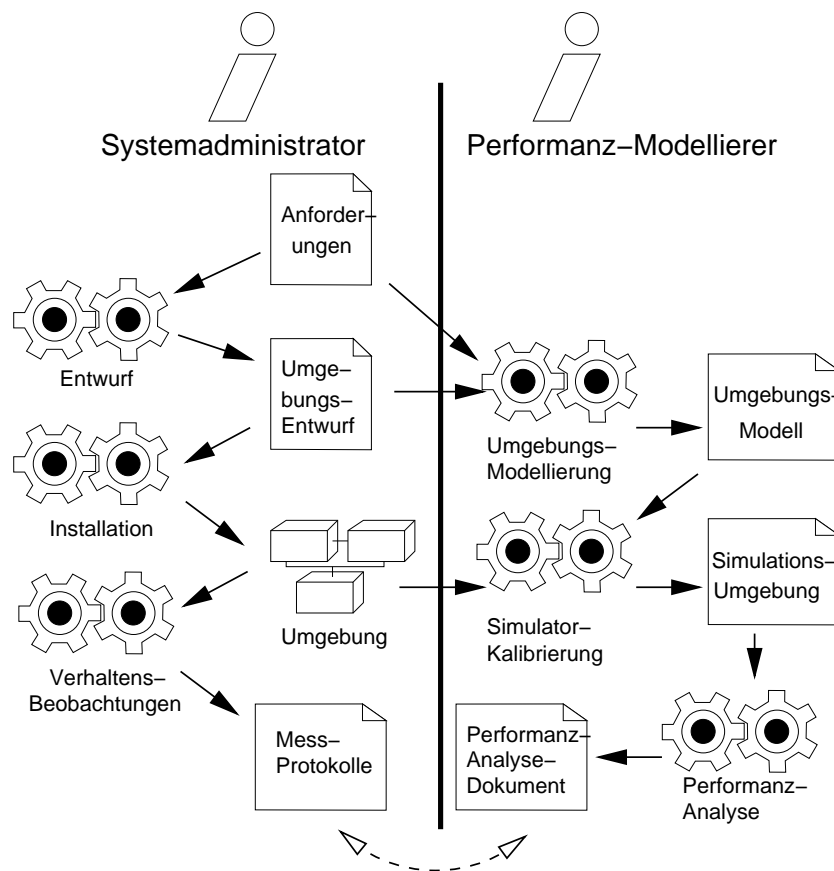 Systemadministrator
Performanz–Modellierer
Anforder–
ungen
Entwurf
Umge–
bungs–
Entwurf
Umgebungs–
Modellierung
Umgebungs–
Modell
Installation
Umgebung
Simulator–
Kalibrierung
Simulations–
Umgebung
Verhaltens–
Beobachtungen
Mess–
Protokolle
Performanz–
Analyse–
Dokument
Performanz–
Analyse